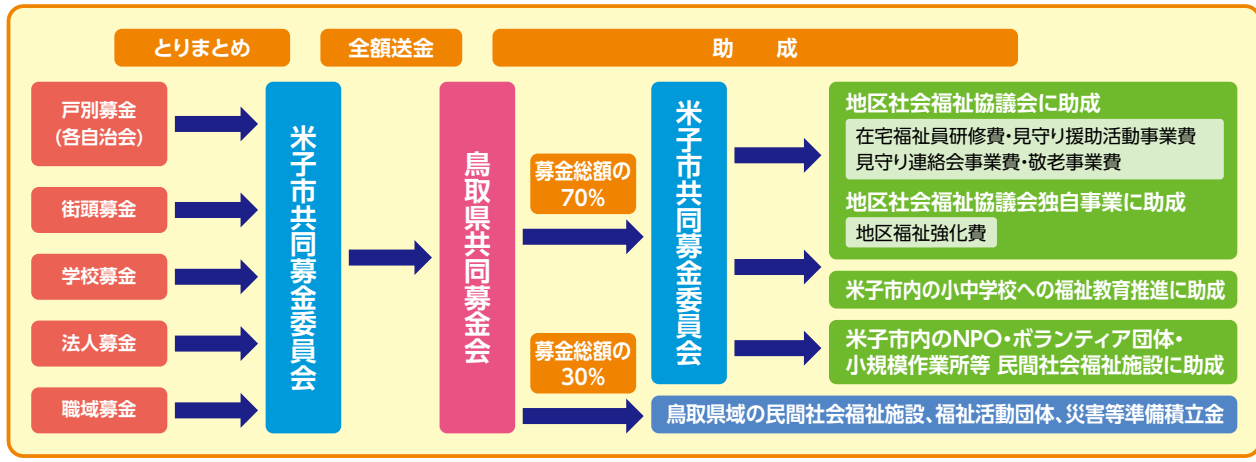 とりまとめ
全額送金
助 成
戸別募金
(各自治会)
街頭募金
学校募金
法人募金
職域募金
米子市共同募金委員会
鳥取県共同募金会
募金総額の
70%
募金総額の
30%
米子市共同募金委員会
地区社会福祉協議会に助成
在宅福祉員研修費・見守り援助活動事業費
見守り連絡会事業費・敬老事業費
地区社会福祉協議会独自事業に助成
地区福祉強化費
米子市内の小中学校への福祉教育推進に助成
米子市内のNPO・ボランティア団体・
小規模作業所等 民間社会福祉施設に助成
鳥取県域の民間社会福祉施設、福祉活動団体、災害等準備積立金